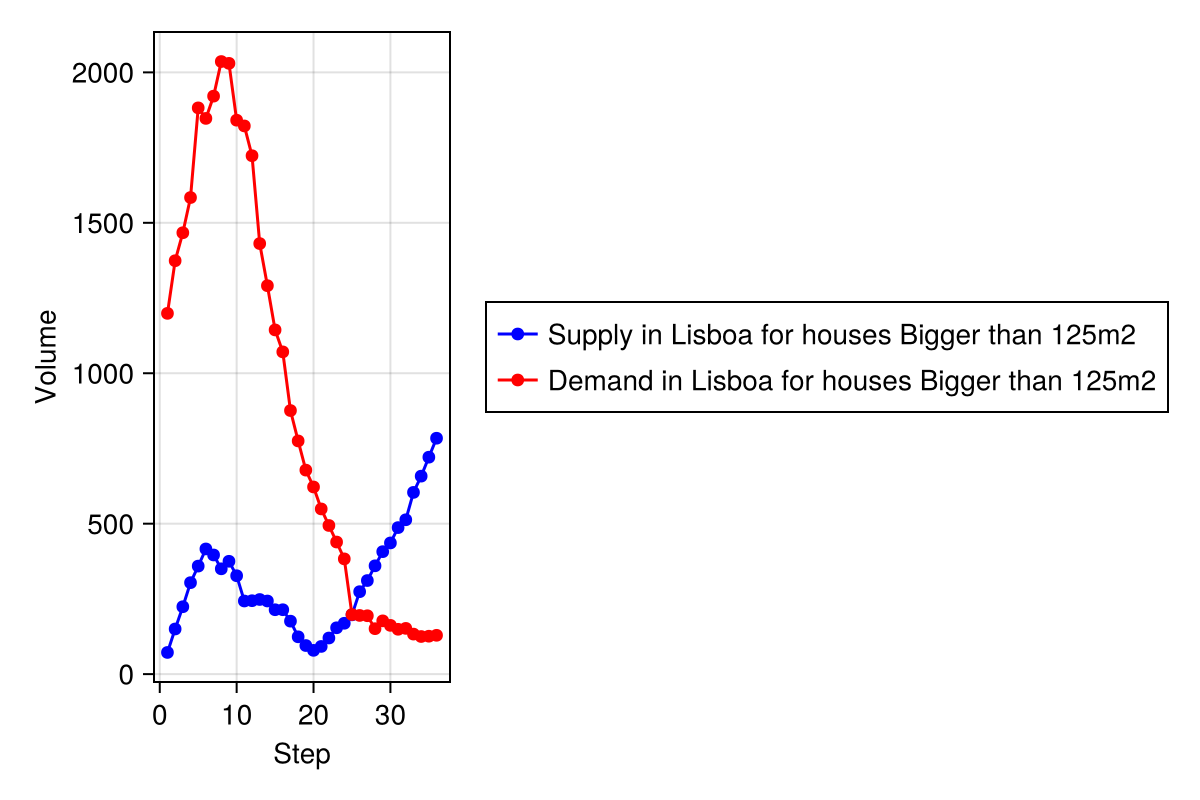 2000
1500
1000
500
0
Volume
0 10 20 30
Step
Supply in Lisboa for houses Bigger than 125m2
Demand in Lisboa for houses Bigger than 125m2